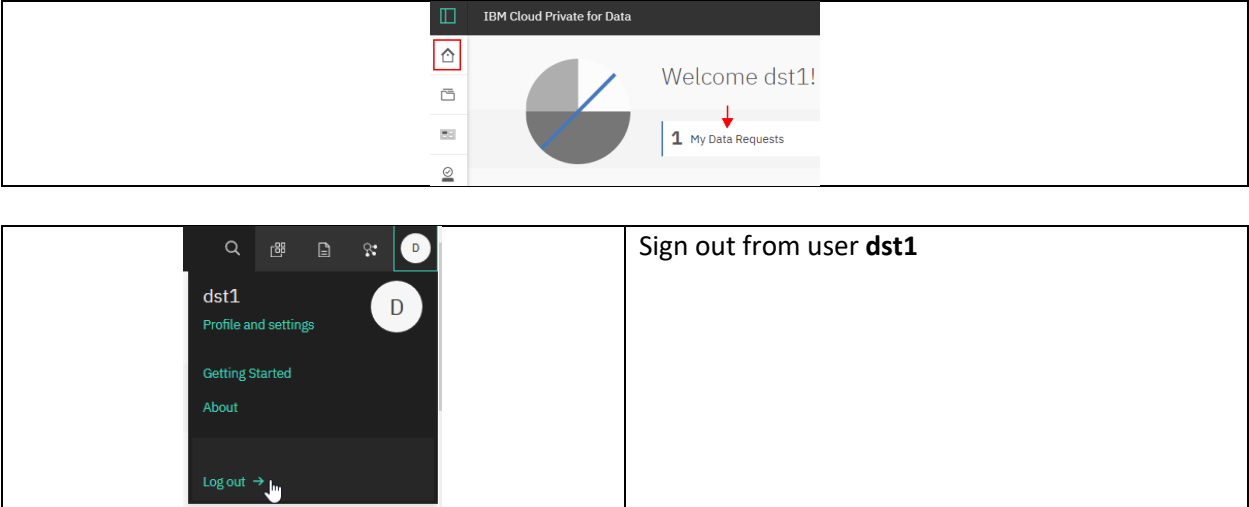 IBM Cloud Private for Data
Welcome dst1!
1 My Data Requests
D
dst1
D
Profile and settings
Getting Started
About
Log out →
Sign out from user dst1